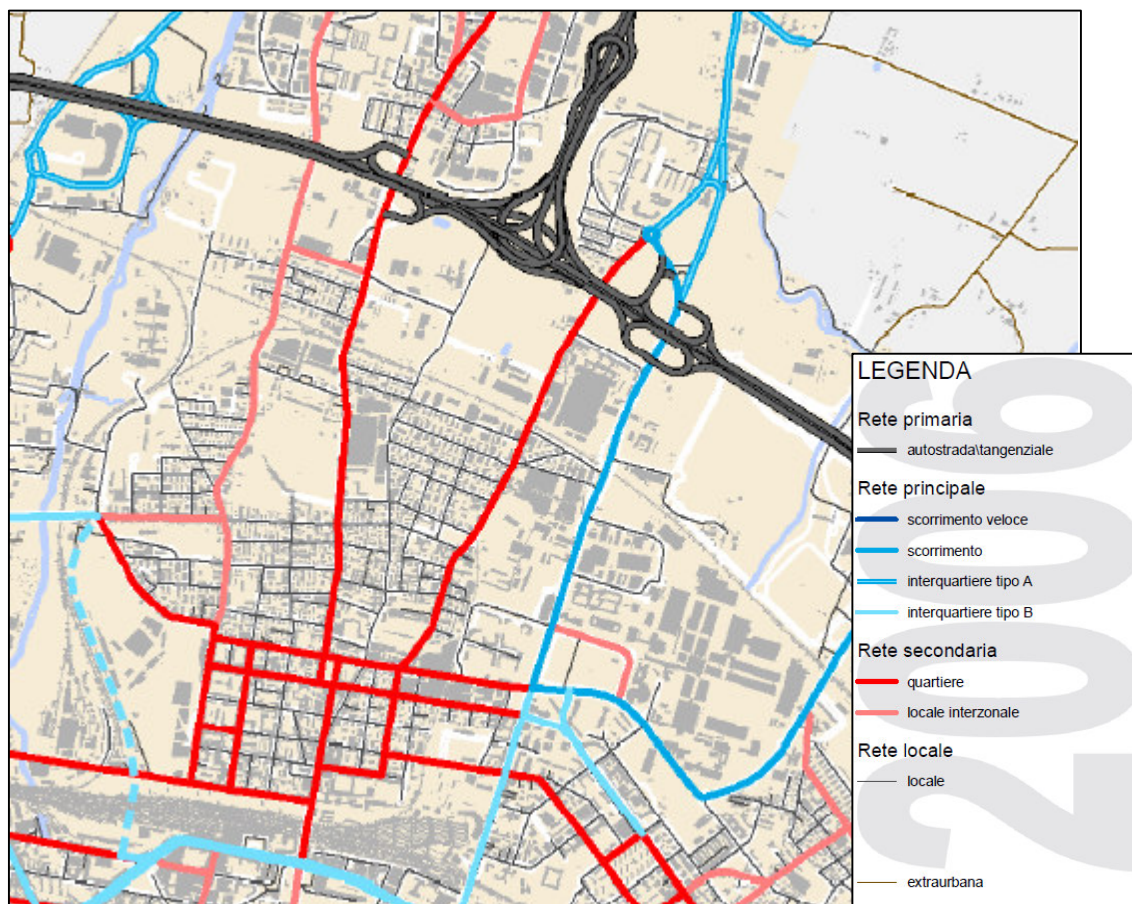 LEGENDA
Rete primaria
autostrada\tangenziale
Rete principale
scorrimento veloce
scorrimento
interquartiere tipo A
interquartiere tipo B
Rete secondaria
quartiere
locale interzonale
Rete locale
locale
extraurbana
2006